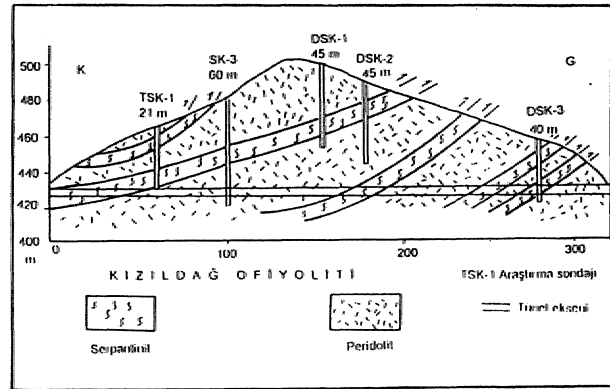 K
G
DSK-1
45 m
SK-3
60 m
DSK-2
45 m
TSK-1
21 m
DSK-3
40 m
500
480
460
440
420
400
m
0
100
200
300
KIZILDAĞ OFİYOLİTİ
TSK-1 Araştırma sondajı
Tünel ekseni
Serpantinit
Peridotit